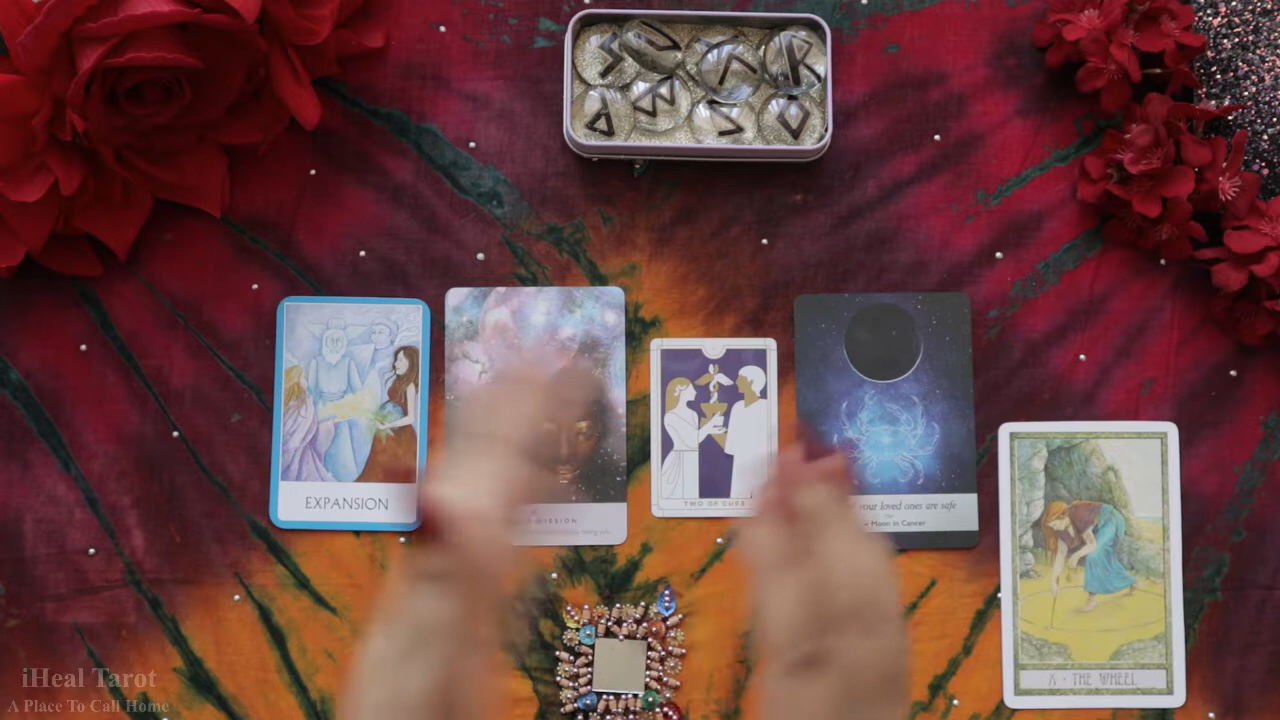 EXPANSION
MISSION
TWO OF CUPS
your loved ones are safe
Moon in Cancer
X • THE WHEEL
iHeal Tarot
A Place To Call Home